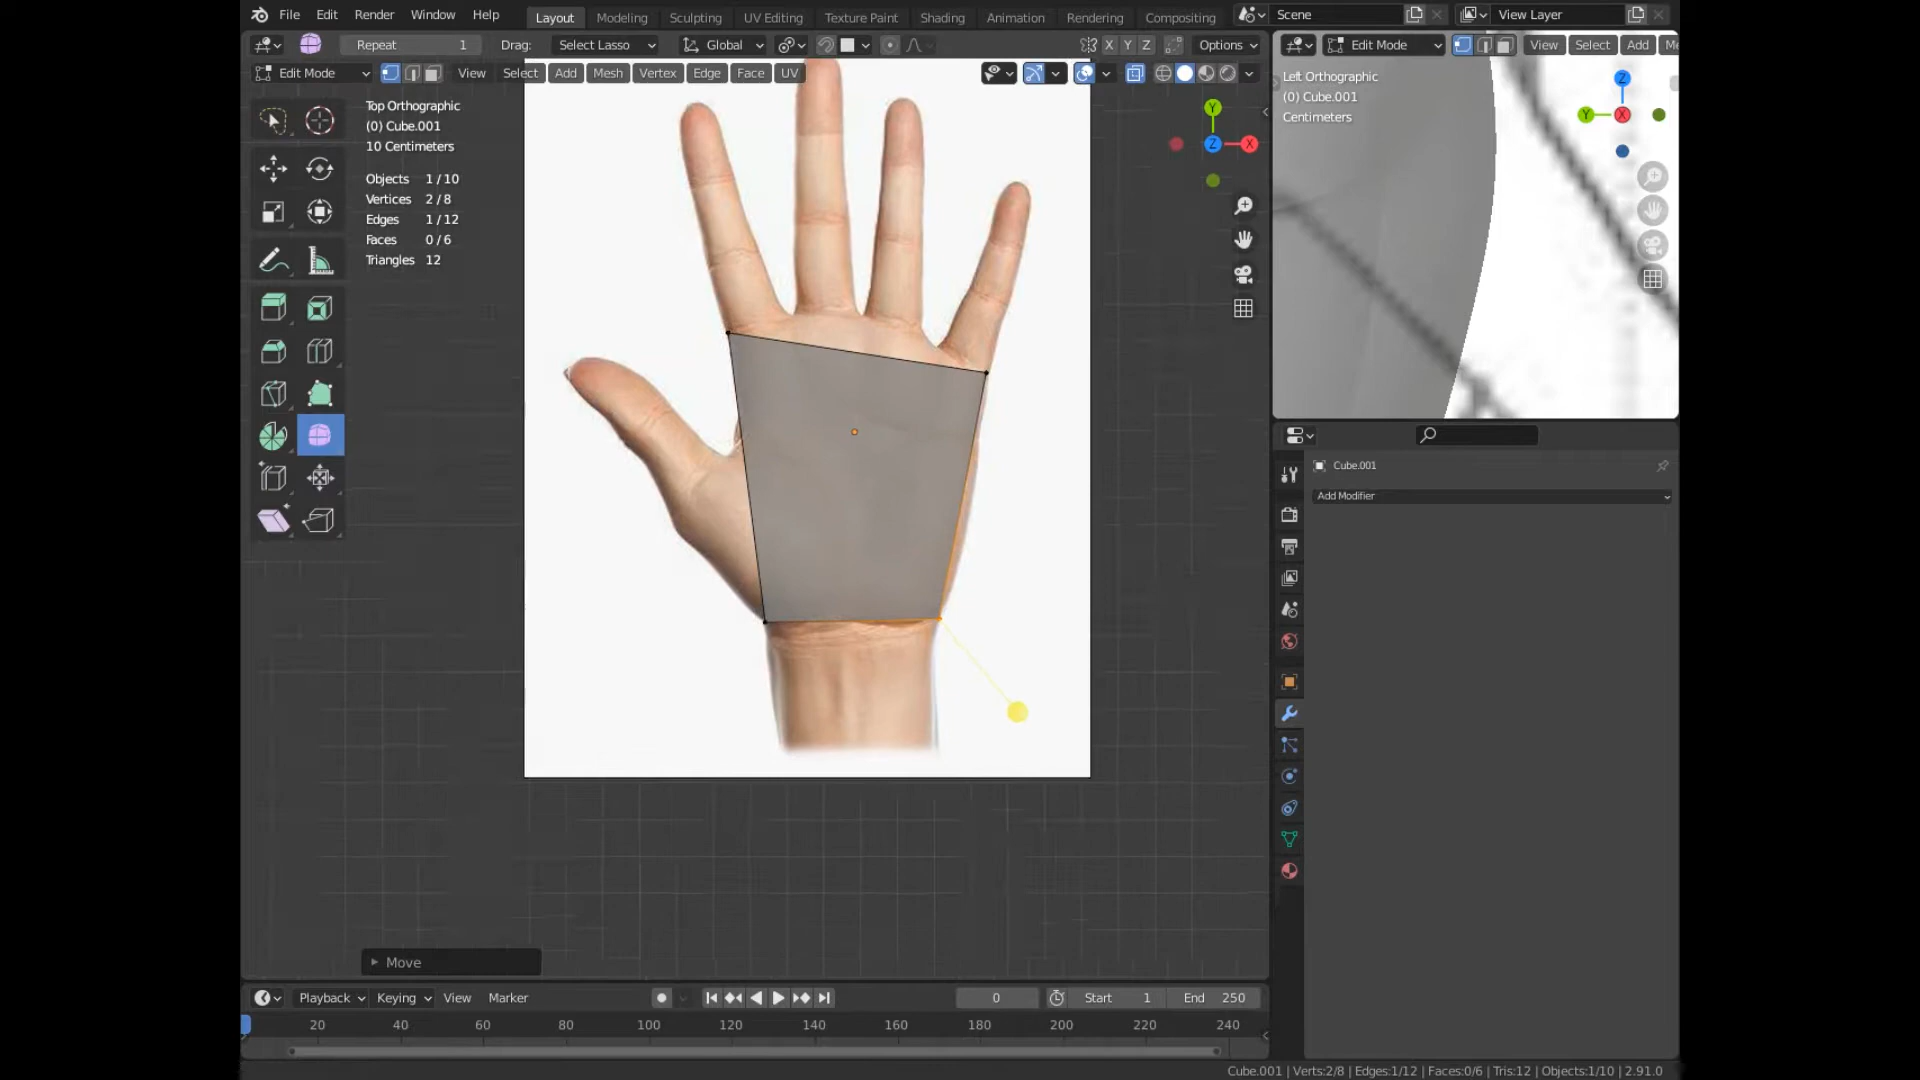 File Edit Render Window Help Layout Modeling Sculpting UV Editing Texture Paint Shading Animation Rendering Compositing Scene View Layer
Repeat 1 Drag: Select Lasso Global X Y Z Options Edit Mode View Select Add
Edit Mode View Select Add Mesh Vertex Edge Face UV
Top Orthographic
(0) Cube.001
10 Centimeters
Objects 1 / 10
Vertices 2 / 8
Edges 1 / 12
Faces 0 / 6
Triangles 12
Y
Z
X
Left Orthographic
(0) Cube.001
Centimeters
Z
Y
X
Cube.001
Add Modifier
Move
Playback Keying View Marker 0 Start 1 End 250
20 40 60 80 100 120 140 160 180 200 220 240
Cube.001 | Verts:2/8 | Edges:1/12 | Faces:0/6 | Tris:12 | Objects:1/10 | 2.91.0